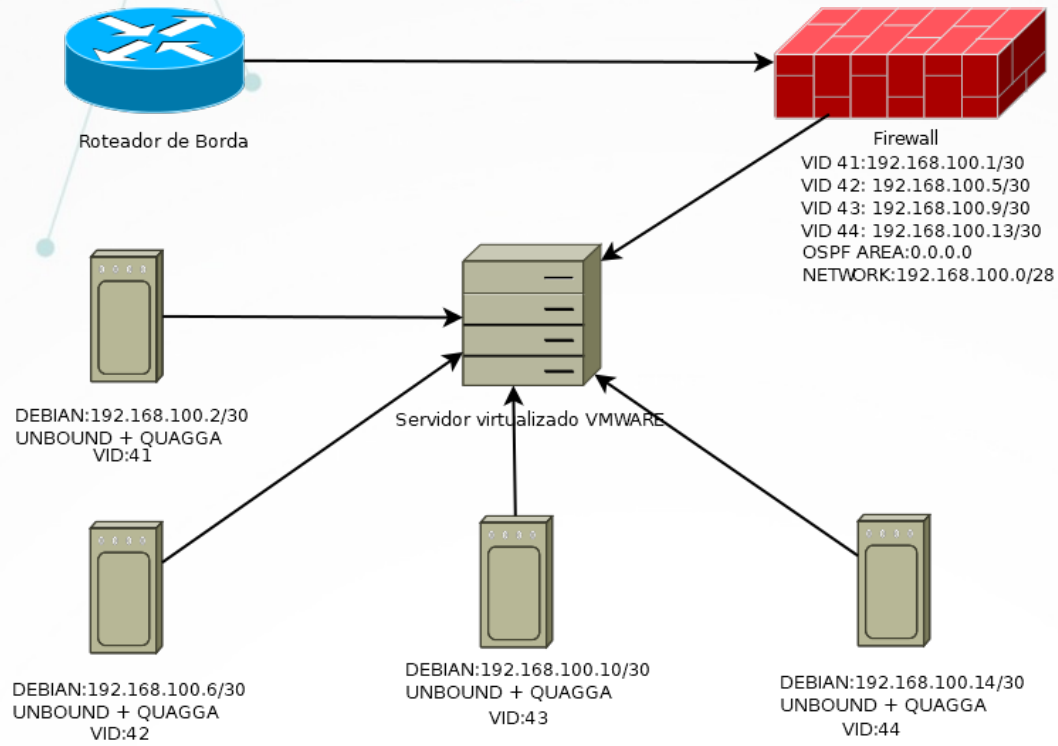 Roteador de Borda
Firewall
VID 41:192.168.100.1/30
VID 42: 192.168.100.5/30
VID 43: 192.168.100.9/30
VID 44: 192.168.100.13/30
OSPF AREA:0.0.0.0
NETWORK:192.168.100.0/28
Servidor virtualizado VMWARE
DEBIAN:192.168.100.2/30
UNBOUND + QUAGGA
VID:41
DEBIAN:192.168.100.6/30
UNBOUND + QUAGGA
VID:42
DEBIAN:192.168.100.10/30
UNBOUND + QUAGGA
VID:43
DEBIAN:192.168.100.14/30
UNBOUND + QUAGGA
VID:44